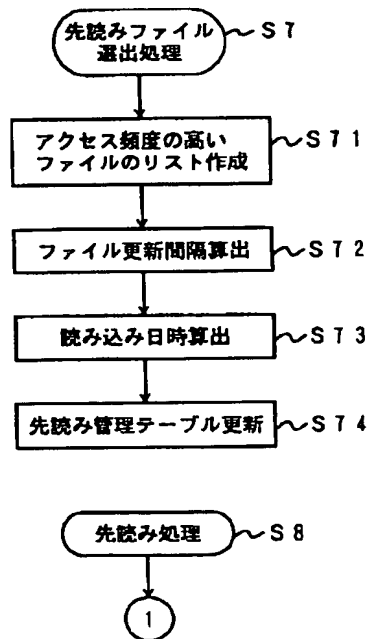 先読みファイル
選出処理
S7
アクセス頻度の高い
ファイルのリスト作成
S71
ファイル更新間隔算出
S72
読み込み日時算出
S73
先読み管理テーブル更新
S74
先読み処理
S8
1